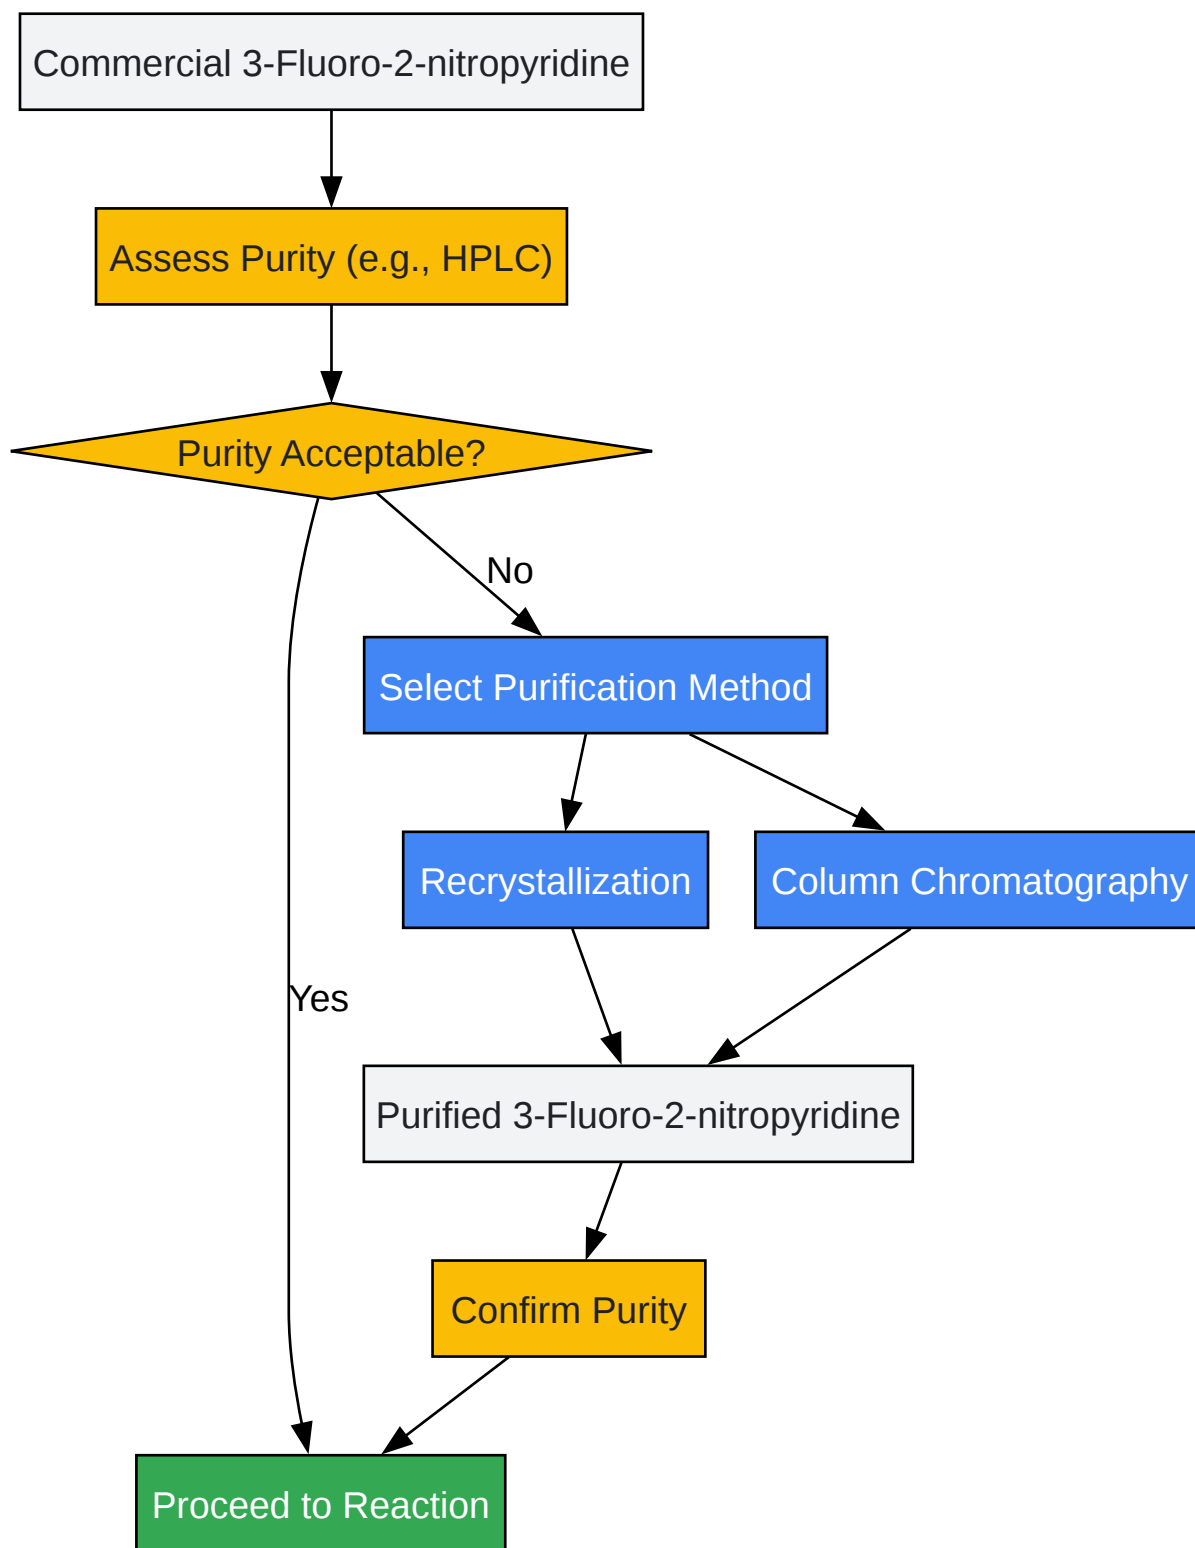 Commercial 3-Fluoro-2-nitropyridine
Assess Purity (e.g., HPLC)
Purity Acceptable?
No
Select Purification Method
Recrystallization
Column Chromatography
Yes
Purified 3-Fluoro-2-nitropyridine
Confirm Purity
Proceed to Reaction